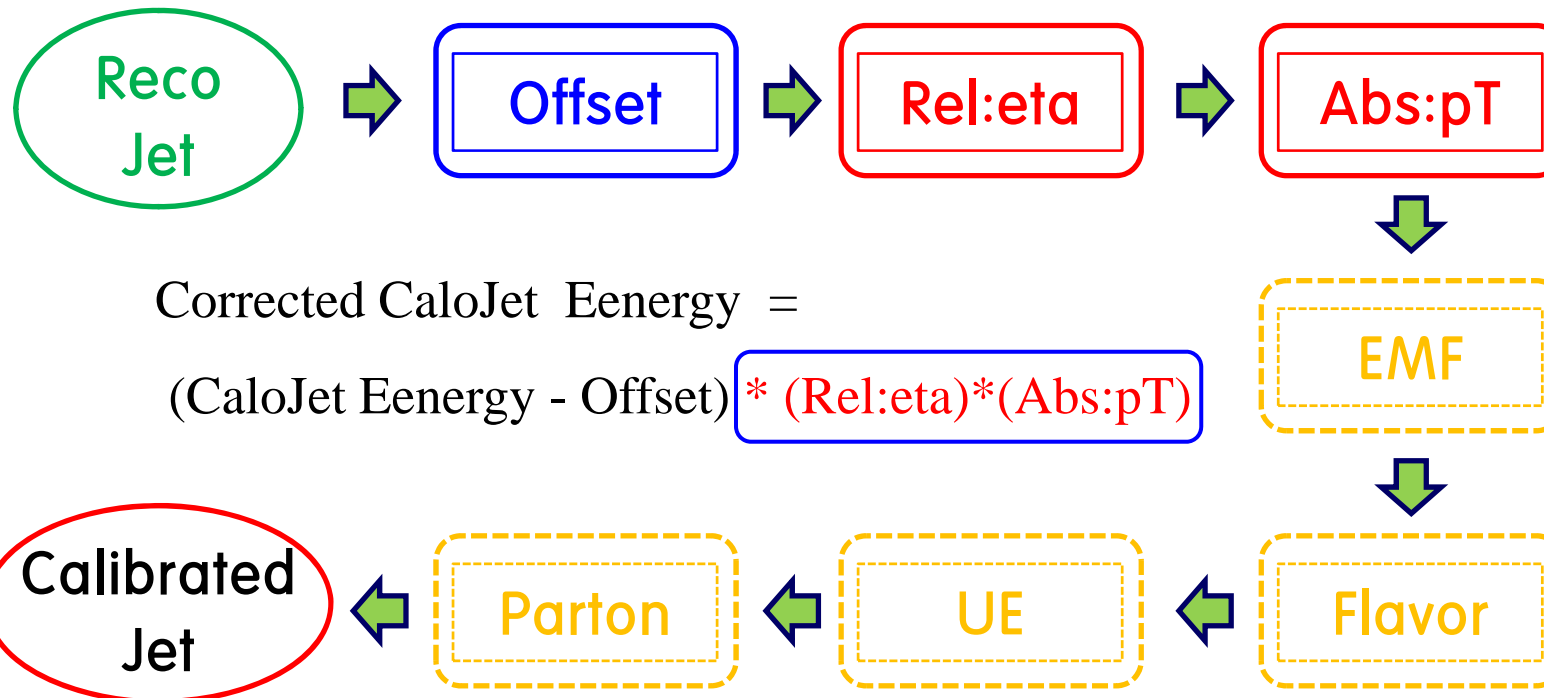 Reco
Jet
Offset
Rel:eta
Abs:pT
Corrected CaloJet Eenergy =
(CaloJet Eenergy - Offset) * (Rel:eta)*(Abs:pT)
EMF
Calibrated
Jet
Parton
UE
Flavor